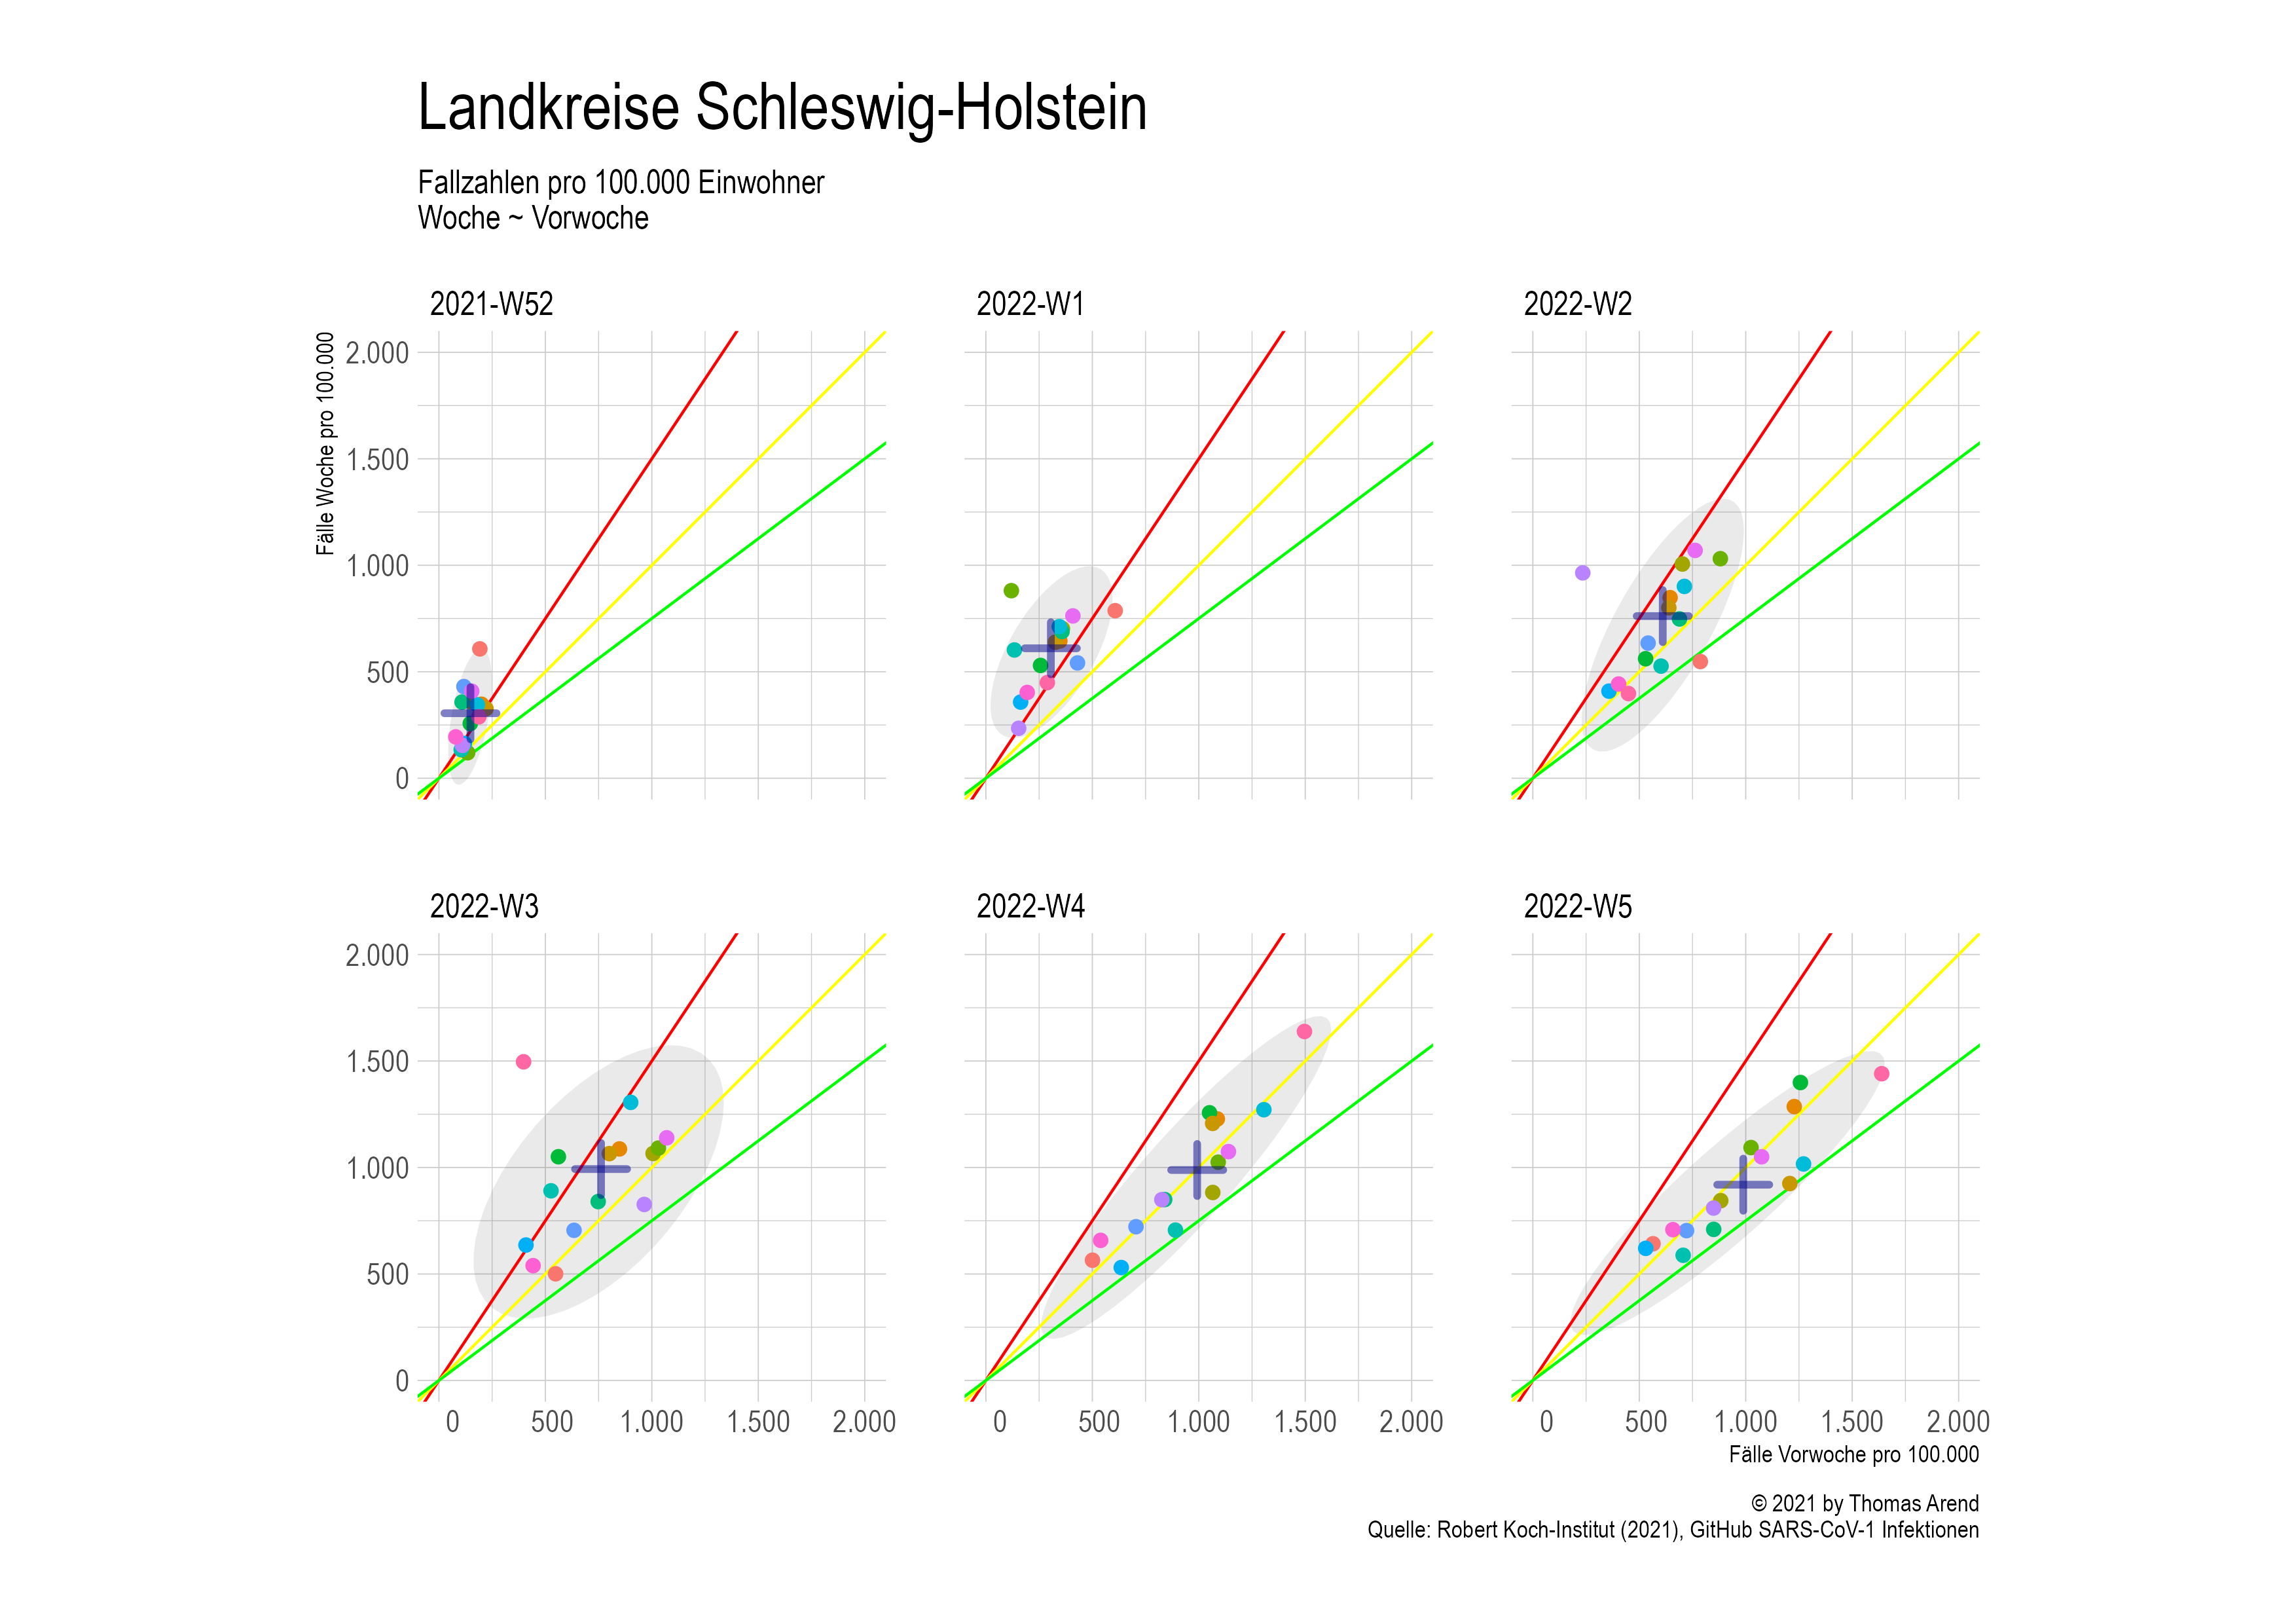 Landkreise Schleswig-Holstein
Fallzahlen pro 100.000 Einwohner
Woche ~ Vorwoche
2021-W52
2022-W1
2022-W2
Fälle Woche pro 100.000
2.000
1.500
1.000
500
0
2022-W3
2022-W4
2022-W5
2.000
1.500
1.000
500
0
0 500 1.000 1.500 2.000
0 500 1.000 1.500 2.000
0 500 1.000 1.500 2.000
Fälle Vorwoche pro 100.000
© 2021 by Thomas Arend
Quelle: Robert Koch-Institut (2021), GitHub SARS-CoV-1 Infektionen